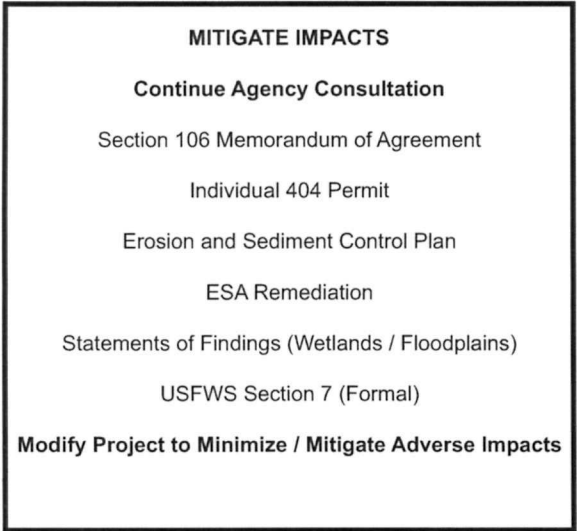 MITIGATE IMPACTS
Continue Agency Consultation
Section 106 Memorandum of Agreement
Individual 404 Permit
Erosion and Sediment Control Plan
ESA Remediation
Statements of Findings (Wetlands / Floodplains)
USFWS Section 7 (Formal)
Modify Project to Minimize / Mitigate Adverse Impacts